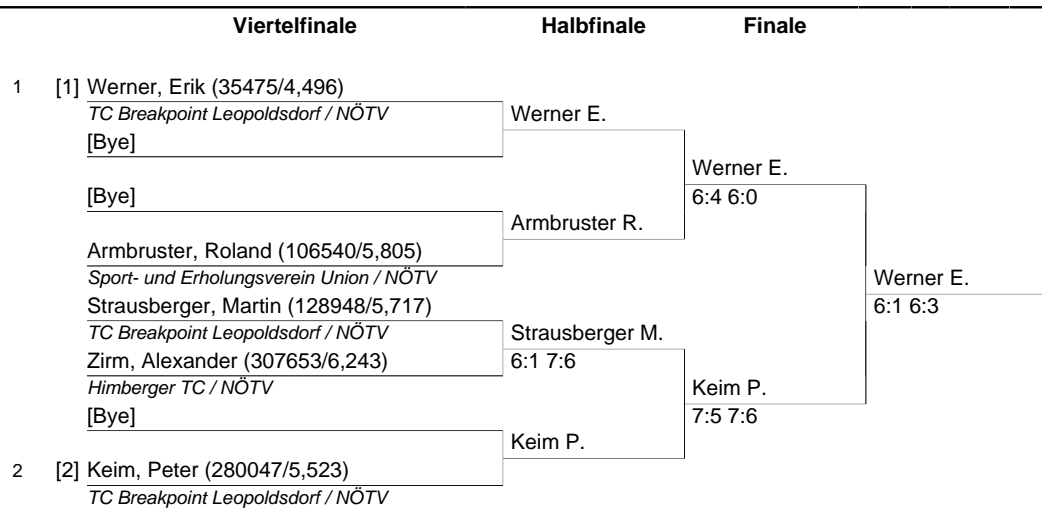 Viertelfinale Halbfinale Finale
1 [1] Werner, Erik (35475/4,496)
TC Breakpoint Leopoldsdorf / NÖTV Werner E.
[Bye]
Werner E.
[Bye] 6:4 6:0
Armbruster R.
Armbruster, Roland (106540/5,805)
Sport- und Erholungsverein Union / NÖTV Werner E.
Strausberger, Martin (128948/5,717) 6:1 6:3
TC Breakpoint Leopoldsdorf / NÖTV Strausberger M.
Zirm, Alexander (307653/6,243) 6:1 7:6
Himberger TC / NÖTV Keim P.
[Bye] 7:5 7:6
Keim P.
2 [2] Keim, Peter (280047/5,523)
TC Breakpoint Leopoldsdorf / NÖTV